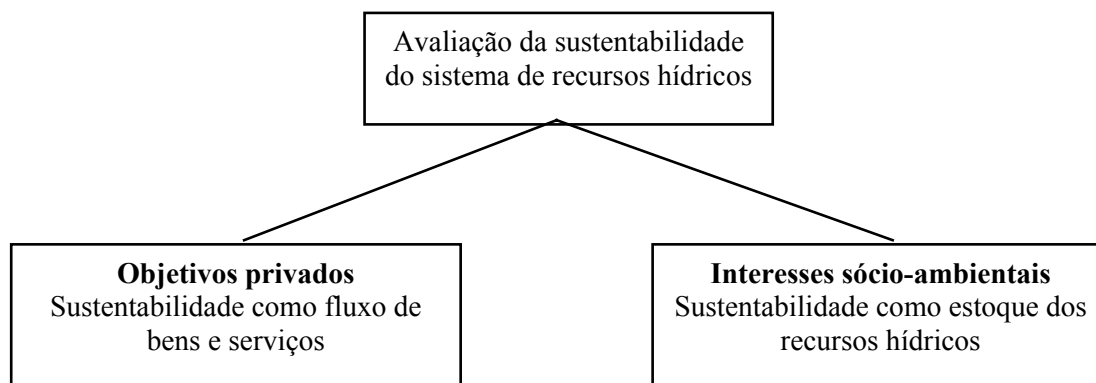 Avaliação da sustentabilidade
do sistema de recursos hídricos
Objetivos privados
Sustentabilidade como fluxo de
bens e serviços
Interesses sócio-ambientais
Sustentabilidade como estoque dos
recursos hídricos